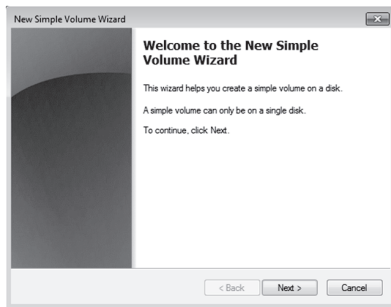 New Simple Volume Wizard
Welcome to the New Simple
Volume Wizard
This wizard helps you create a simple volume on a disk.
A simple volume can only be on a single disk.
To continue, click Next.
< Back Next > Cancel